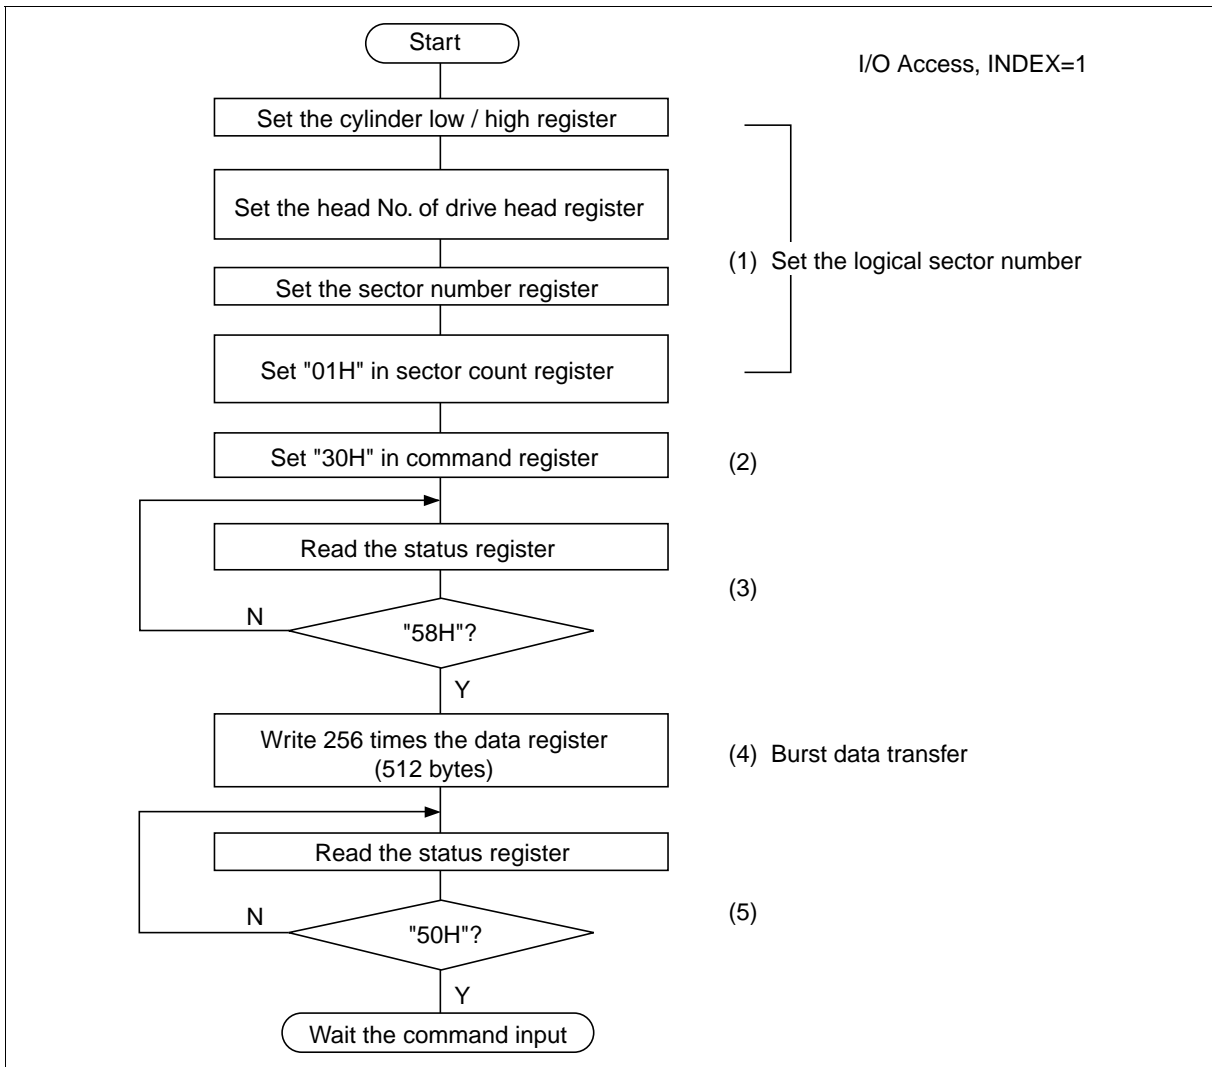 Start
I/O Access, INDEX=1
Set the cylinder low / high register
Set the head No. of drive head register
(1) Set the logical sector number
Set the sector number register
Set "01H" in sector count register
Set "30H" in command register
(2)
Read the status register
(3)
N
"58H"?
Y
Write 256 times the data register
(512 bytes)
(4) Burst data transfer
Read the status register
N
(5)
"50H"?
Y
Wait the command input